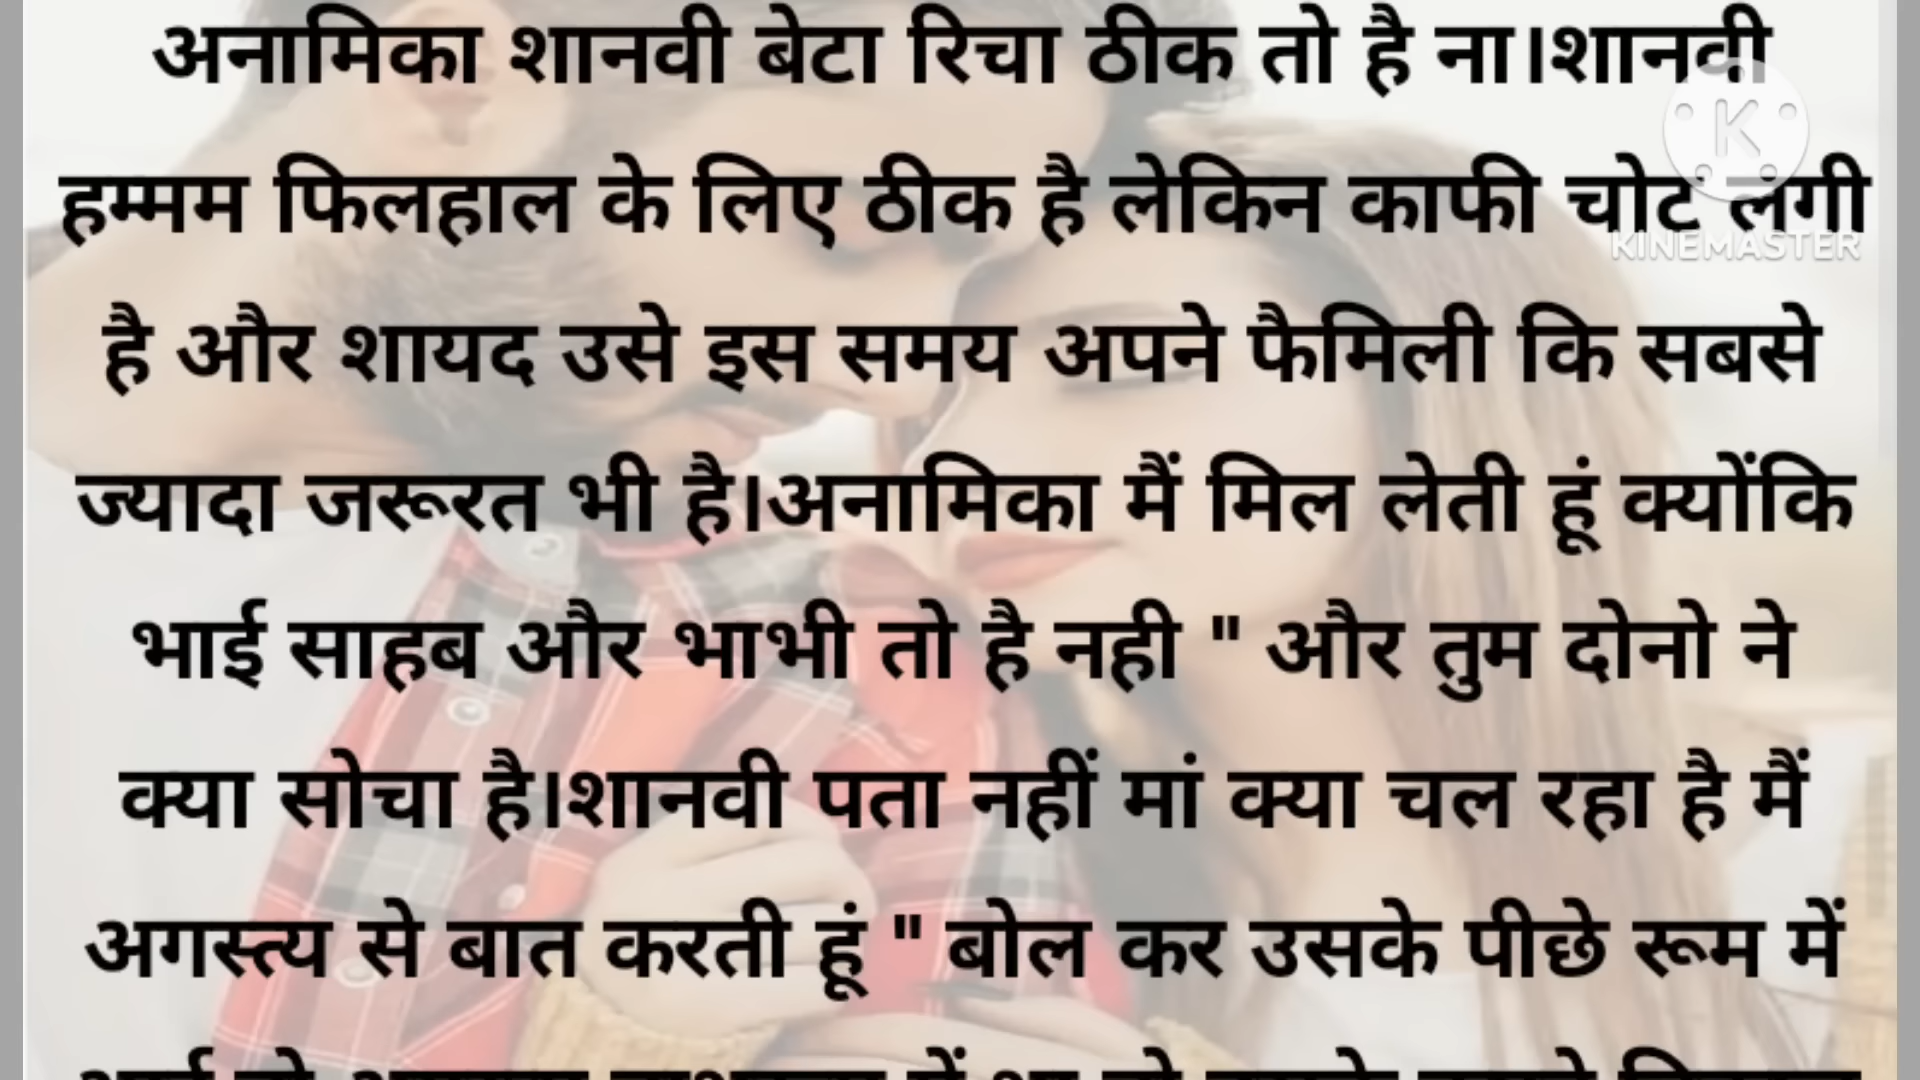 अनामिका शानवी बेटा रिचा ठीक तो है ना।शानवी
हम्मम फिलहाल के लिए ठीक है लेकिन काफी चोट लगी
KINEMASTER
है और शायद उसे इस समय अपने फैमिली कि सबसे
ज्यादा जरूरत भी है।अनामिका मैं मिल लेती हूं क्योंकि
भाई साहब और भाभी तो है नही " और तुम दोनो ने
क्या सोचा है।शानवी पता नहीं मां क्या चल रहा है मैं
अगस्त्य से बात करती हूं " बोल कर उसके पीछे रूम में